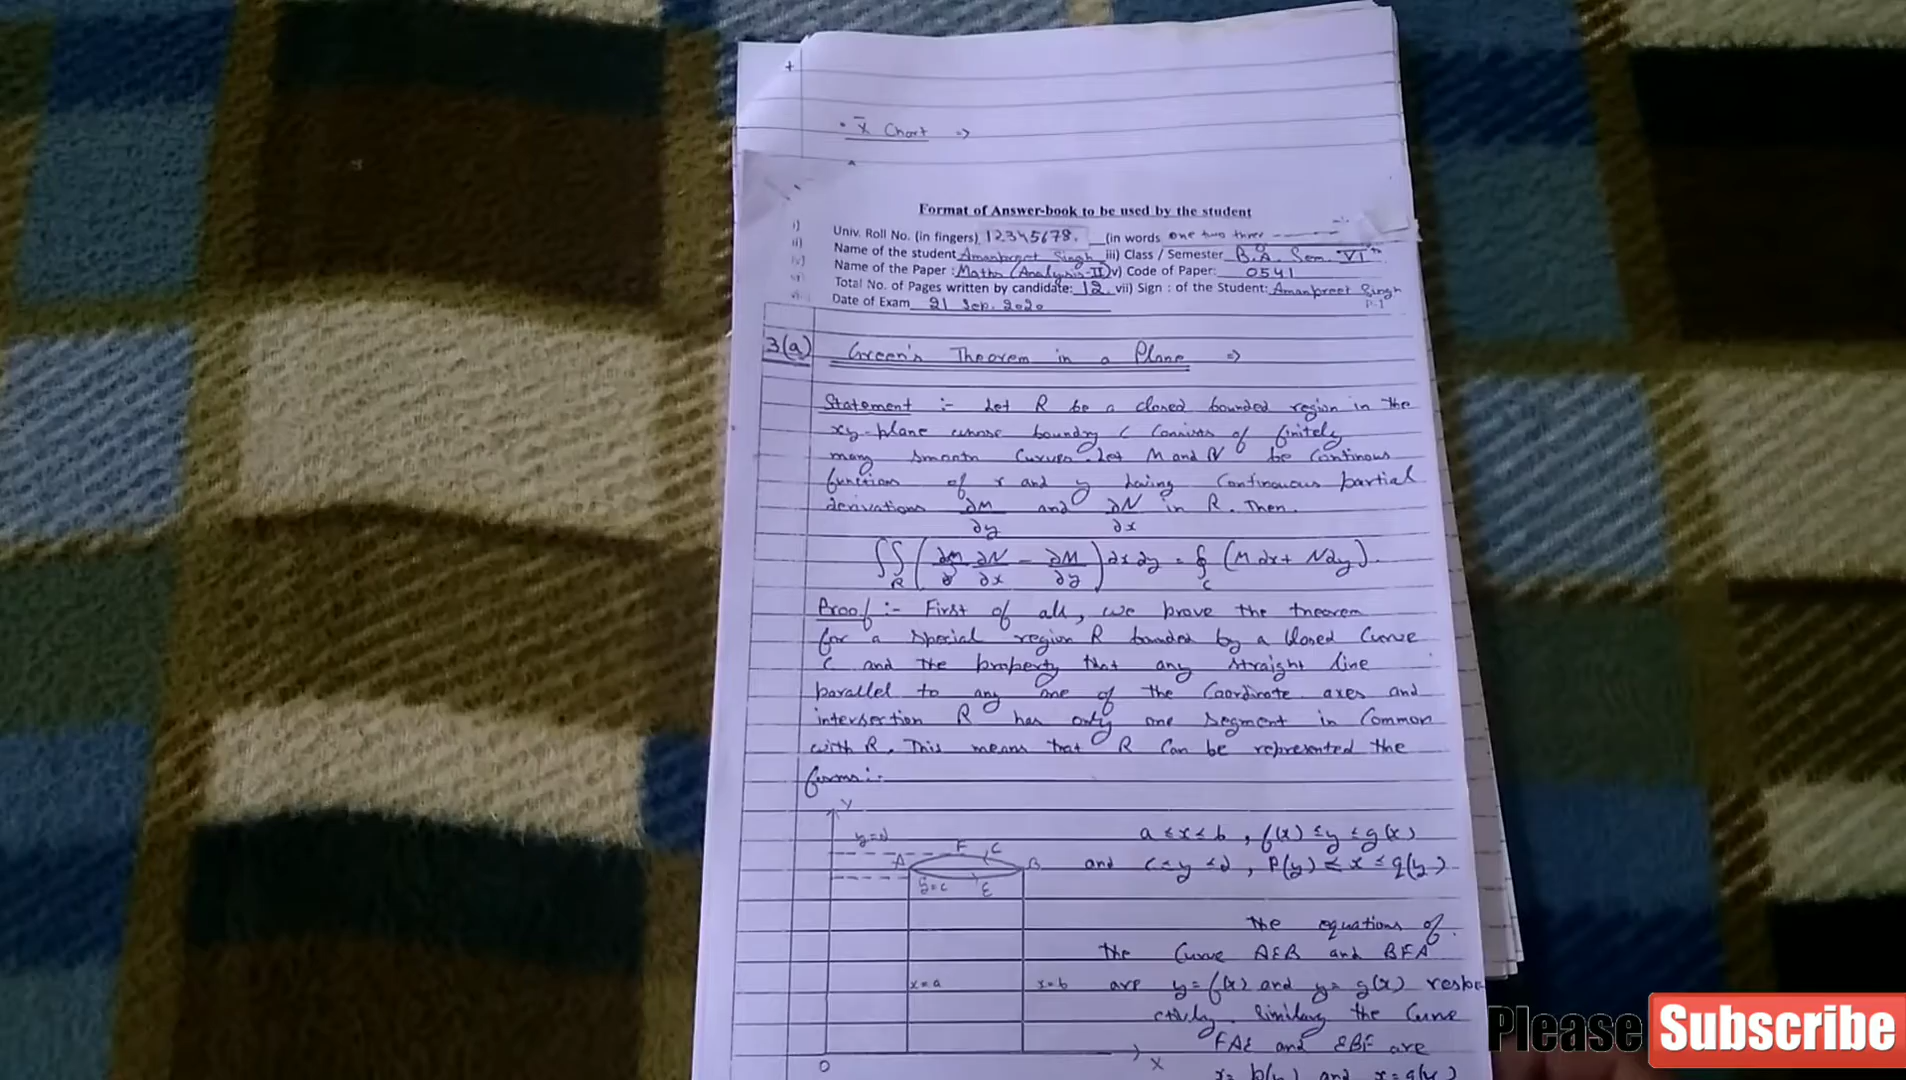 • X̄ Chart ⇒
Format of Answer-book to be used by the student
i) Univ. Roll No. (in fingers) 12345678. (in words one two three
ii) Name of the student Amanpreet Singh iii) Class / Semester B.A. Sem. VIth
iv) Name of the Paper : Maths (Analysis-II) v) Code of Paper: 0541
vi) Total No. of Pages written by candidate: 12 vii) Sign : of the Student: Amanpreet Singh
Date of Exam 21 Sep. 2020
P-1
3(a) Green's Theorem in a Plane ⇒
Statement :- Let R be a closed bounded region in the
xy-plane whose boundry C Consists of finitely
many smooth Curves. Let M and N be Continous
functions of x and y having Continuous partial
derivations ∂M/∂y and ∂N/∂x in R. Then.
∬R (∂N/∂x − ∂M/∂y) dx dy = ∮C (M dx + N dy).
Proof :- First of all, we prove the theorem
for a special region R bounded by a closed Curve
C and the property that any straight line
parallel to any one of the Coordinate axes and
intersection R has only one segment in Common
with R. This means that R Can be represented the
forms:-
Y
y=d
F C
A B
y=c E
a ≤ x ≤ b , f(x) ≤ y ≤ g(x)
and c ≤ y ≤ d , P(y) ≤ x ≤ q(y)
The equations of
the Curve AEB and BFA
x=a x=b
are y = f(x) and y = g(x) respe
ctively. Similarly the Curve
FAE and EBF are
O X
x= p(y) and x=q(y)
Please Subscribe